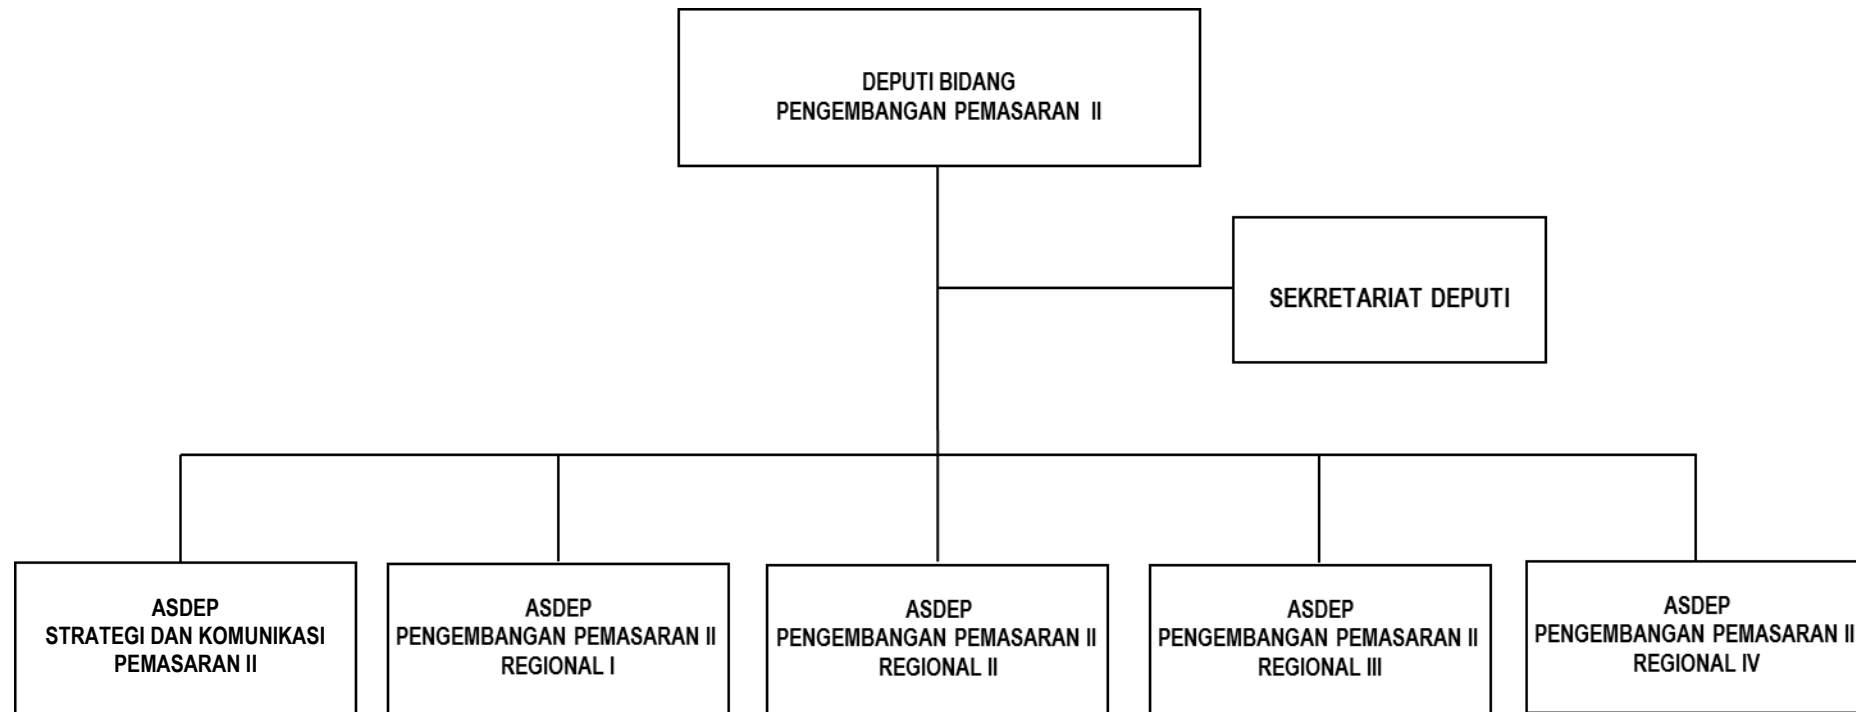 DEPUTI BIDANG
PENGEMBANGAN PEMASARAN II
SEKRETARIAT DEPUTI
ASDEP
STRATEGI DAN KOMUNIKASI
PEMASARAN II
ASDEP
PENGEMBANGAN PEMASARAN II
REGIONAL I
ASDEP
PENGEMBANGAN PEMASARAN II
REGIONAL II
ASDEP
PENGEMBANGAN PEMASARAN II
REGIONAL III
ASDEP
PENGEMBANGAN PEMASARAN II
REGIONAL IV